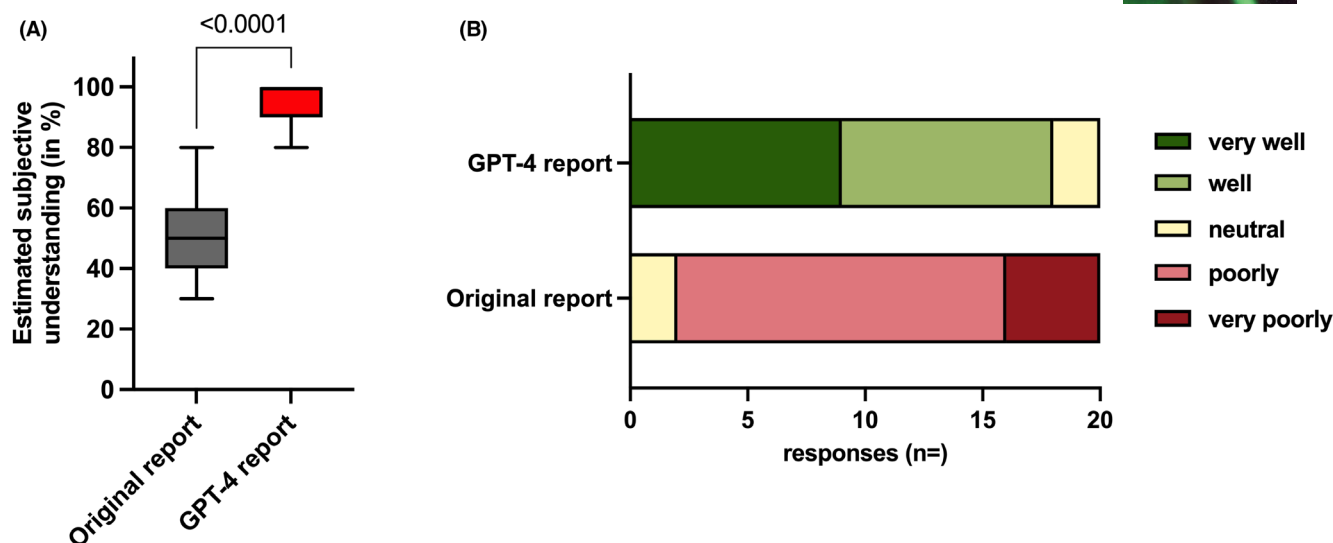 (A)
<0.0001
Estimated subjective
understanding (in %)
100
80
60
40
20
0
Original report
GPT-4 report
(B)
GPT-4 report
Original report
0 5 10 15 20
responses (n=)
very well
well
neutral
poorly
very poorly